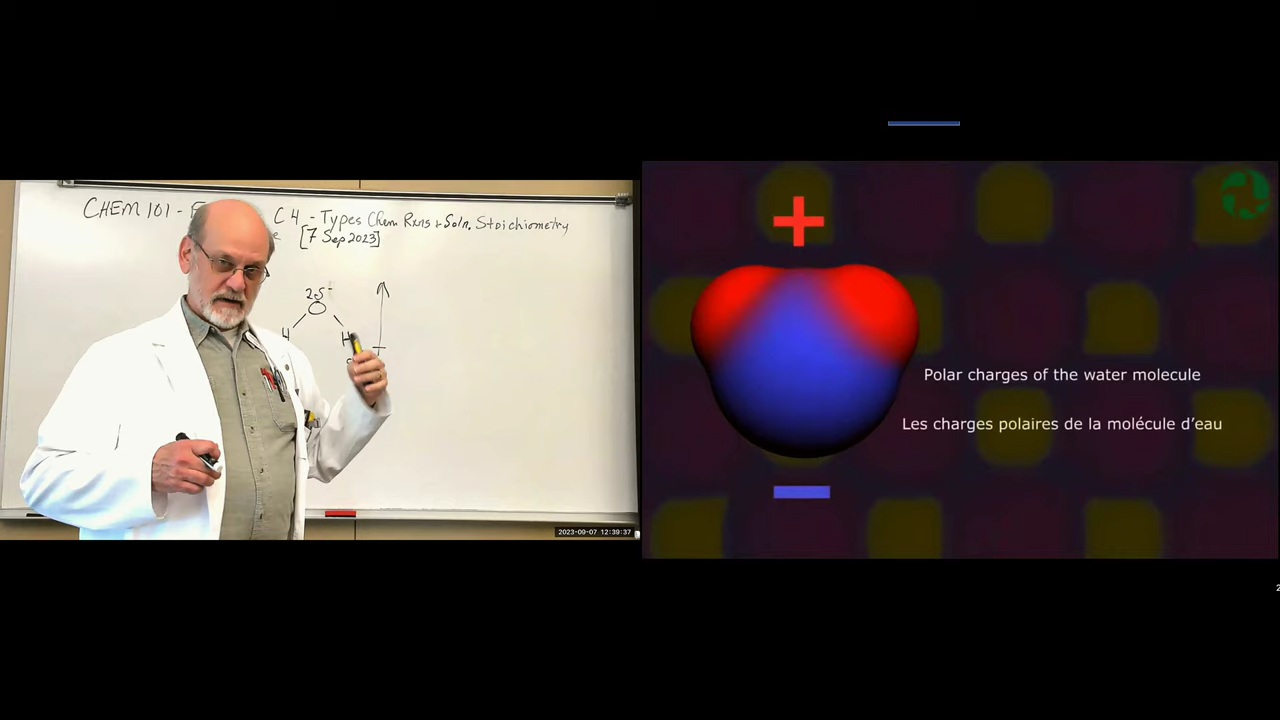 CHEM 101 - C 4 - Types Chem Rxns + Soln. Stoichiometry
[7 Sep 2023]
2δ-
O
H H
2023-09-07 12:39:37
+
Polar charges of the water molecule
Les charges polaires de la molécule d'eau
-